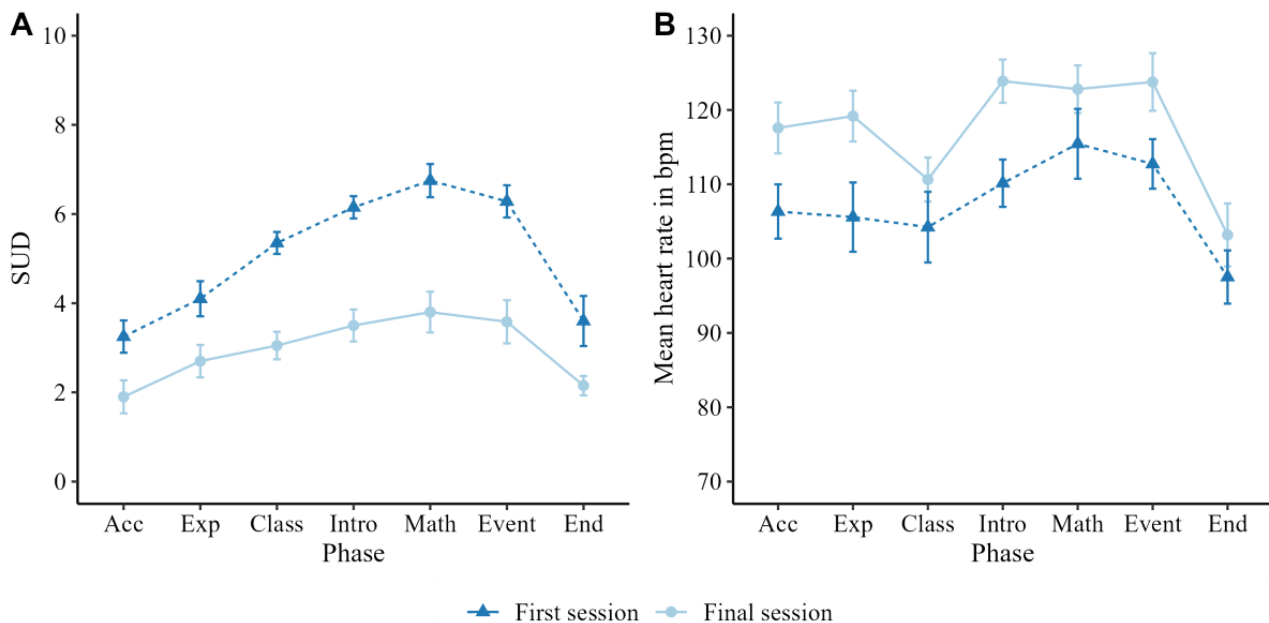 A
SUD
10
8
6
4
2
0
Acc Exp Class Intro Math Event End
Phase
B
Mean heart rate in bpm
130
120
110
100
90
80
70
Acc Exp Class Intro Math Event End
Phase
First session Final session